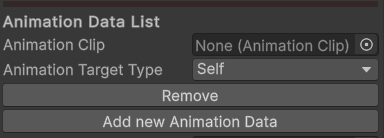 Animation Data List
Animation Clip None (Animation Clip)
Animation Target Type Self
Remove
Add new Animation Data